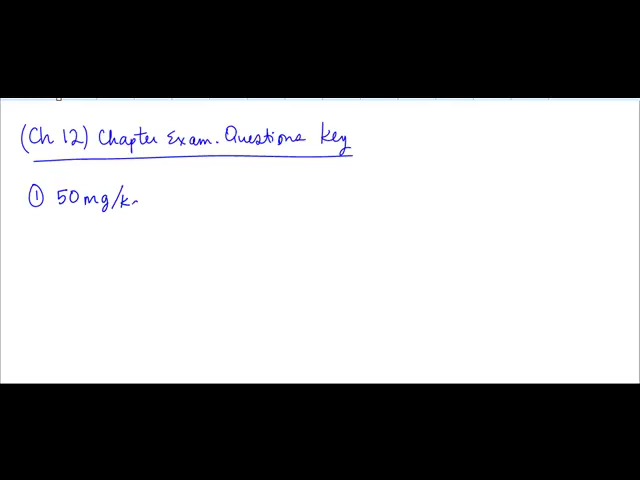 (Ch 12) Chapter Exam. Questions Key
① 50mg/k